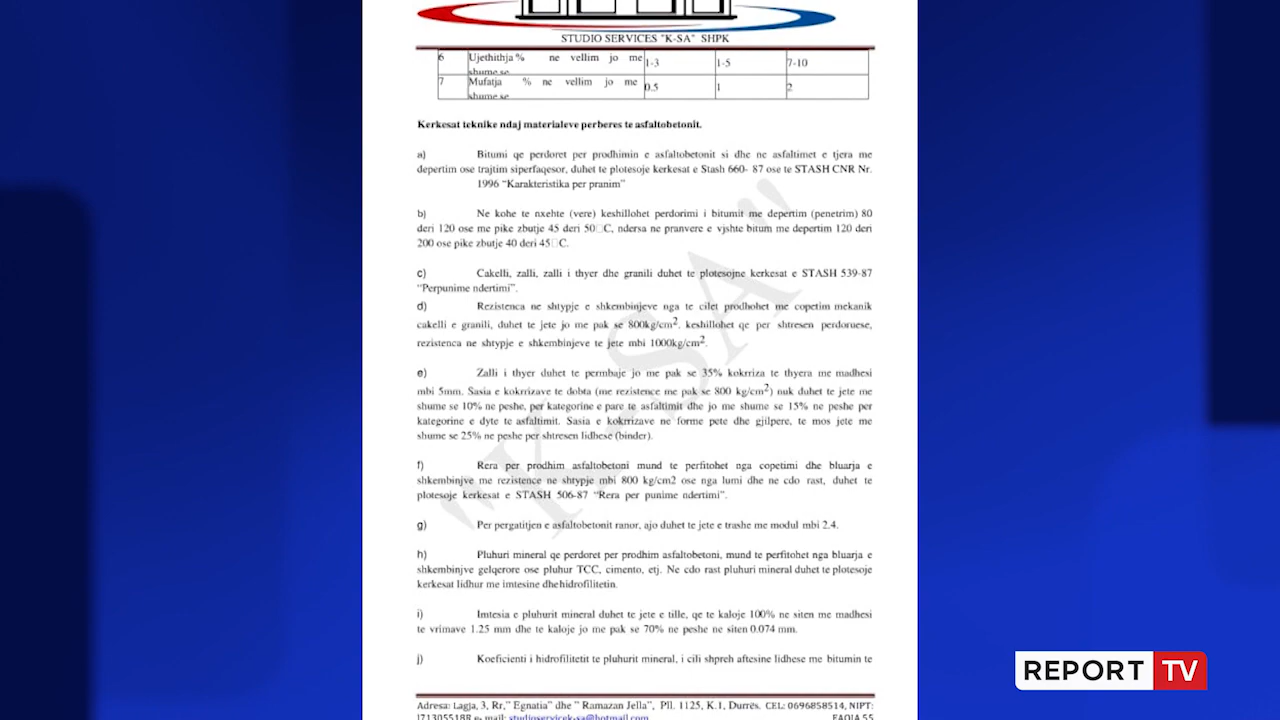 STUDIO SERVICES "K-SA" SHPK
6 Ujethithja % ne vellim jo me shume se 1-3 1-5 7-10
7 Mufatja % ne vellim jo me shume se 0.5 1 2
Kerkesat teknike ndaj materialeve perberes te asfaltobetonit.
a) Bitumi qe perdoret per prodhimin e asfaltobetonit si dhe ne asfaltimet e tjera me
depertim ose trajtim siperfaqesor, duhet te plotesoje kerkesat e Stash 660- 87 ose te STASH CNR Nr.
1996 "Karakteristika per pranim"
b) Ne kohe te nxehte (vere) keshillohet perdorimi i bitumit me depertim (penetrim) 80
deri 120 ose me pike zbutje 45 deri 50□C, ndersa ne pranvere e vjshte bitum me depertim 120 deri
200 ose pike zbutje 40 deri 45□C.
c) Cakelli, zalli, zalli i thyer dhe granili duhet te plotesojne kerkesat e STASH 539-87
"Perpunime ndertimi".
d) Rezistenca ne shtypje e shkembinjeve nga te cilet prodhohet me copetim mekanik
cakelli e granili, duhet te jete jo me pak se 800kg/cm², keshillohet qe per shtresen perdoruese,
rezistenca ne shtypje e shkembinjeve te jete mbi 1000kg/cm².
e) Zalli i thyer duhet te permbaje jo me pak se 35% kokrriza te thyera me madhesi
mbi 5mm. Sasia e kokrrizave te dobta (me rezistence me pak se 800 kg/cm²) nuk duhet te jete me
shume se 10% ne peshe, per kategorine e pare te asfaltimit dhe jo me shume se 15% ne peshe per
kategorine e dyte te asfaltimit. Sasia e kokrrizave ne forme pete dhe gjilpere, te mos jete me
shume se 25% ne peshe per shtresen lidhese (binder).
f) Rera per prodhim asfaltobetoni mund te perfitohet nga copetimi dhe bluarja e
shkembinjve me rezistence ne shtrypje mbi 800 kg/cm2 ose nga lumi dhe ne cdo rast, duhet te
plotesoje kerkesat e STASH 506-87 "Rera per punime ndertimi".
g) Per pergatitjen e asfaltobetonit ranor, ajo duhet te jete e trashe me modul mbi 2.4.
h) Pluhuri mineral qe perdoret per prodhim asfaltobetoni, mund te perfitohet nga bluarja e
shkembinjve gelqerore ose pluhur TCC, cimento, etj. Ne cdo rast pluhuri mineral duhet te plotesoje
kerkesat lidhur me imtesine dhe hidrofilitetin.
i) Imtesia e pluhurit mineral duhet te jete e tille, qe te kaloje 100% ne siten me madhesi
te vrimave 1.25 mm dhe te kaloje jo me pak se 70% ne peshe ne siten 0.074 mm.
j) Koeficienti i hidrofilitetit te pluhurit mineral, i cili shpreh aftesine lidhese me bitumin te
"K-SA"
Adresa: Lagja, 3, Rr," Egnatia" dhe " Ramazan Jella", Pll. 1125, K.1, Durrës. CEL: 0696858514, NIPT:
J71305518R e- mail: studioservicek-sa@hotmail.com FAQJA 55
REPORT TV